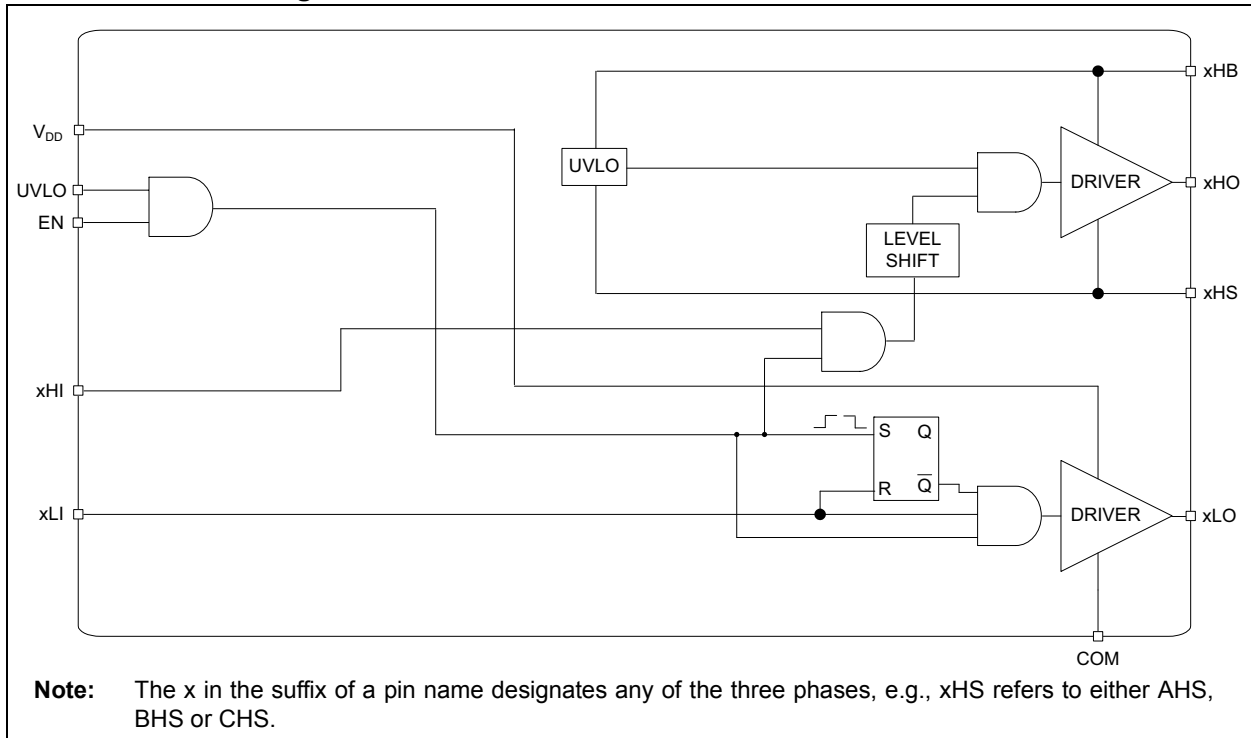 xHB
V_DD
UVLO
UVLO
DRIVER
xHO
EN
LEVEL
SHIFT
xHS
xHI
S Q
R Q̅
xLI
DRIVER
xLO
COM
Note: The x in the suffix of a pin name designates any of the three phases, e.g., xHS refers to either AHS,
BHS or CHS.